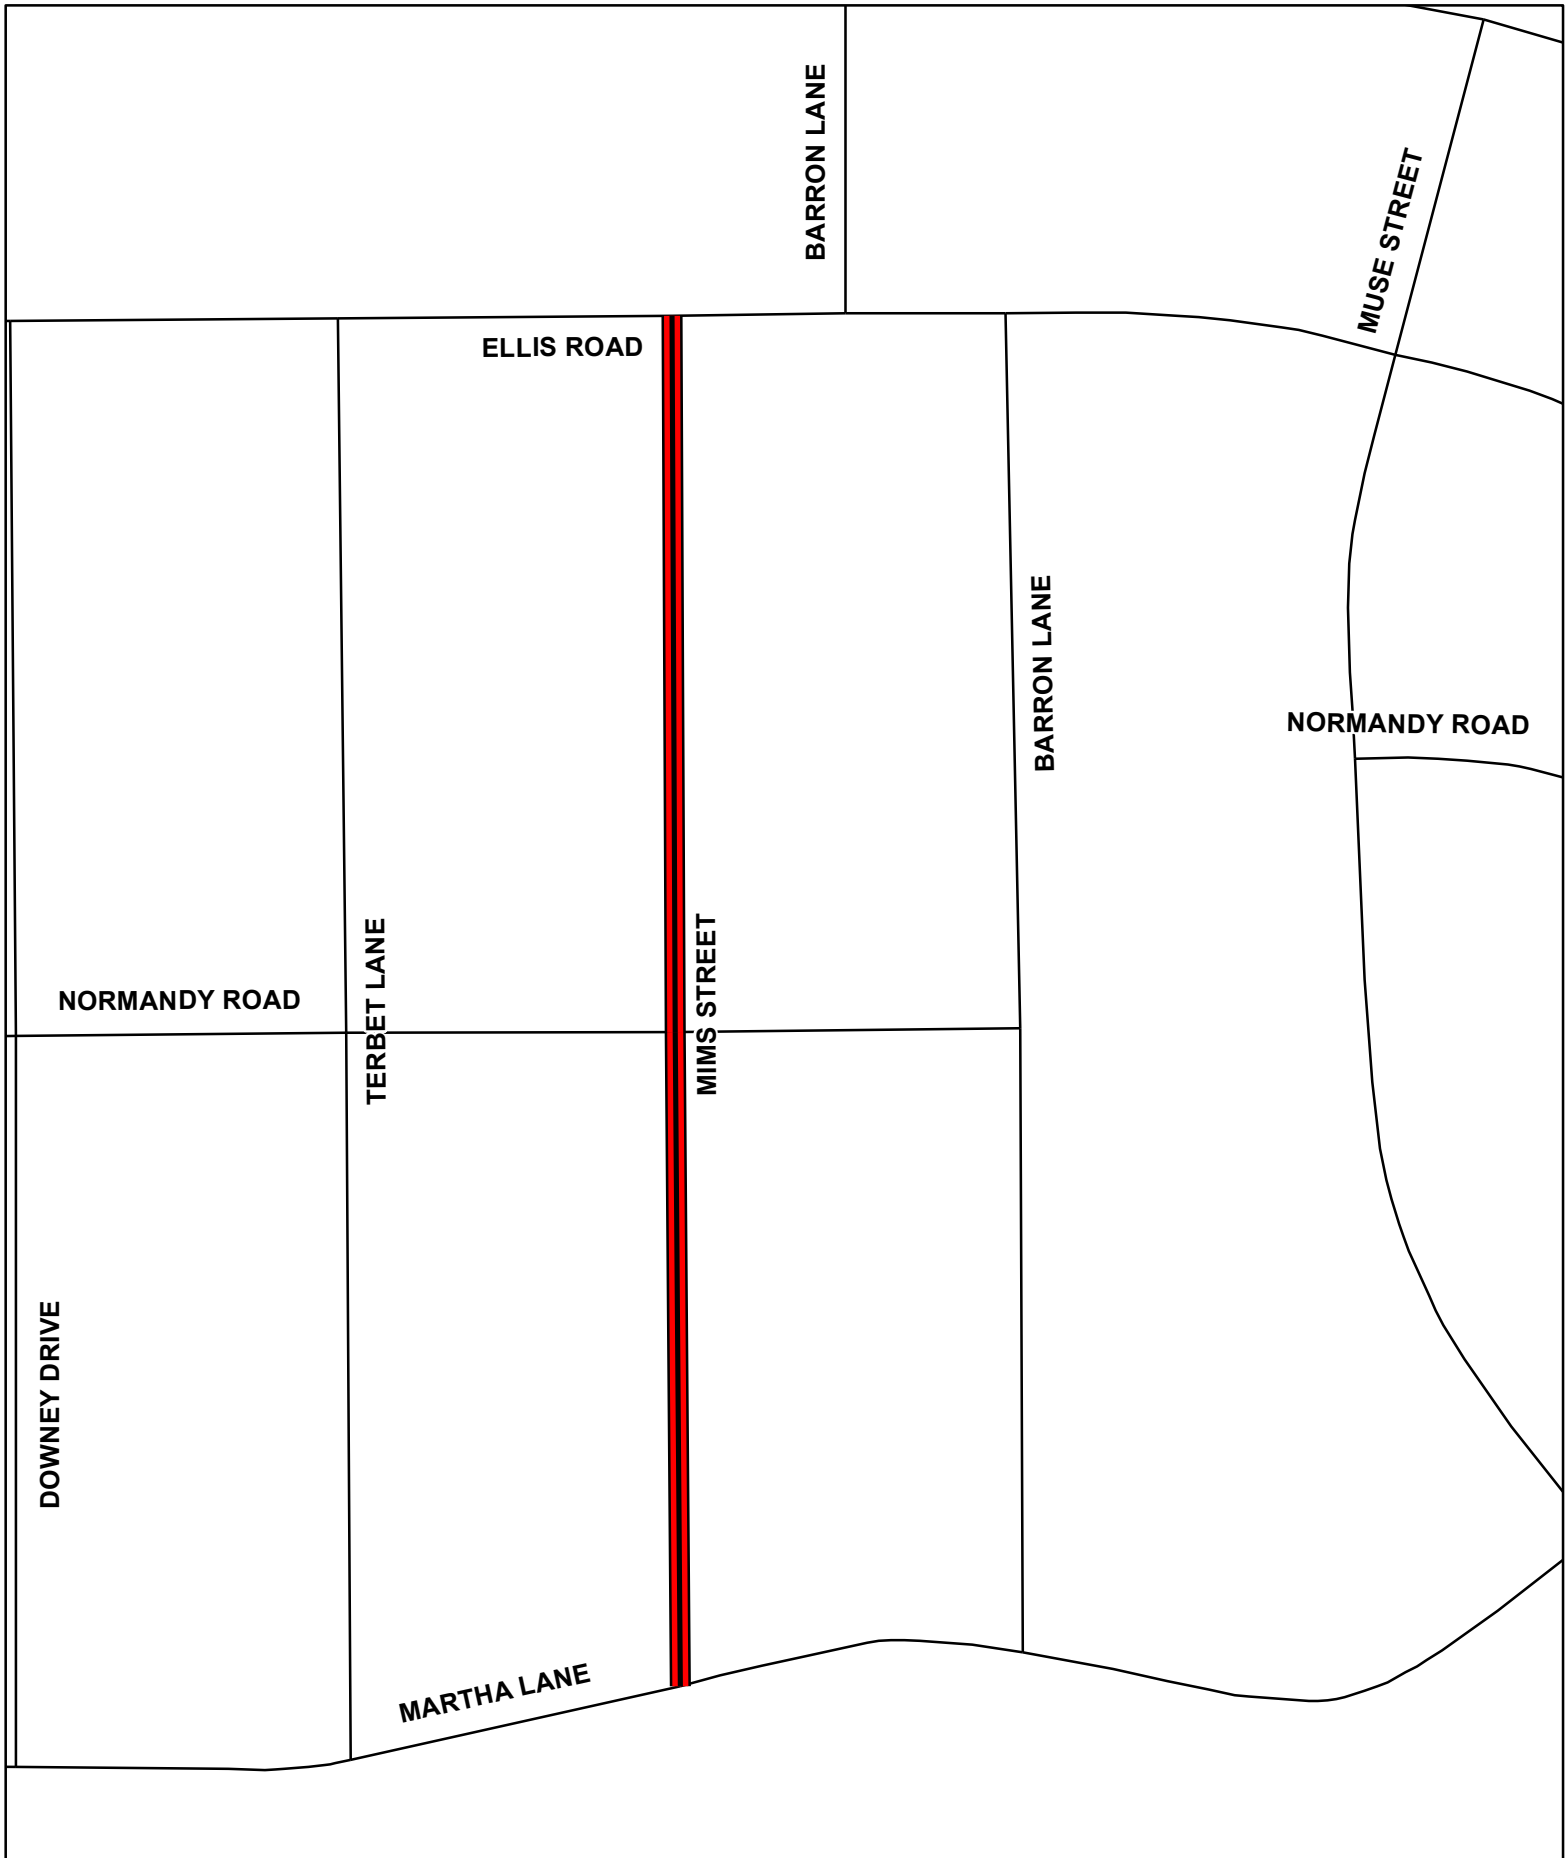 BARRON LANE
MUSE STREET
ELLIS ROAD
BARRON LANE
NORMANDY ROAD
NORMANDY ROAD
TERBET LANE
MIMS STREET
DOWNEY DRIVE
MARTHA LANE